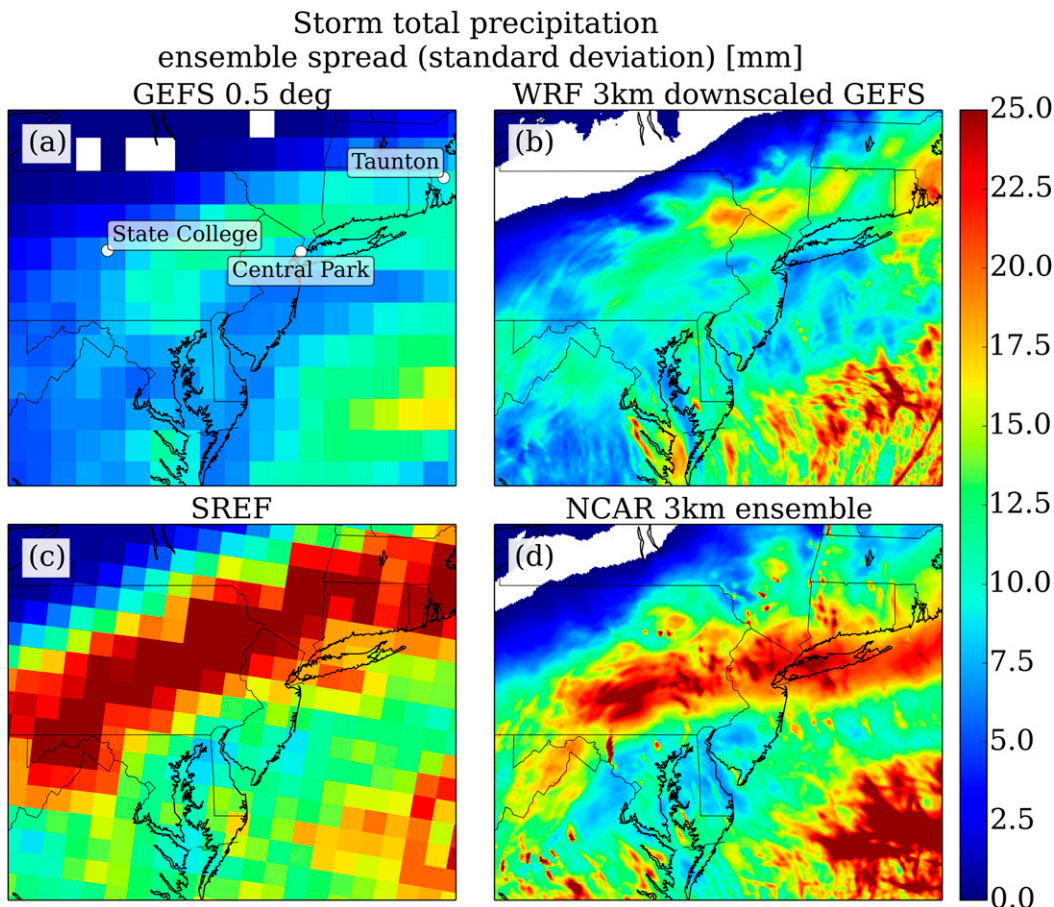 Storm total precipitation
ensemble spread (standard deviation) [mm]
GEFS 0.5 deg
WRF 3km downscaled GEFS
(a)
Taunton
State College
Central Park
(b)
SREF
NCAR 3km ensemble
(c)
(d)
25.0
22.5
20.0
17.5
15.0
12.5
10.0
7.5
5.0
2.5
0.0